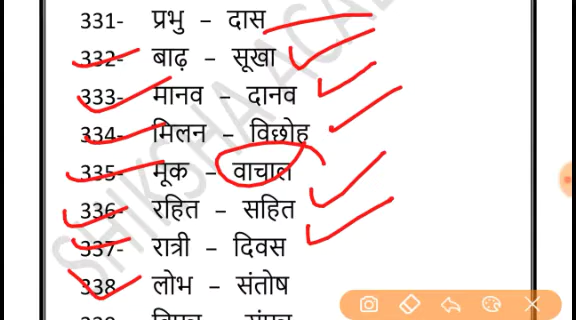 331- प्रभु – दास
332- बाढ़ – सूखा
333- मानव – दानव
334- मिलन – विछोह
335- मूक – वाचाल
336- रहित – सहित
337- रात्री – दिवस
338 लोभ – संतोष